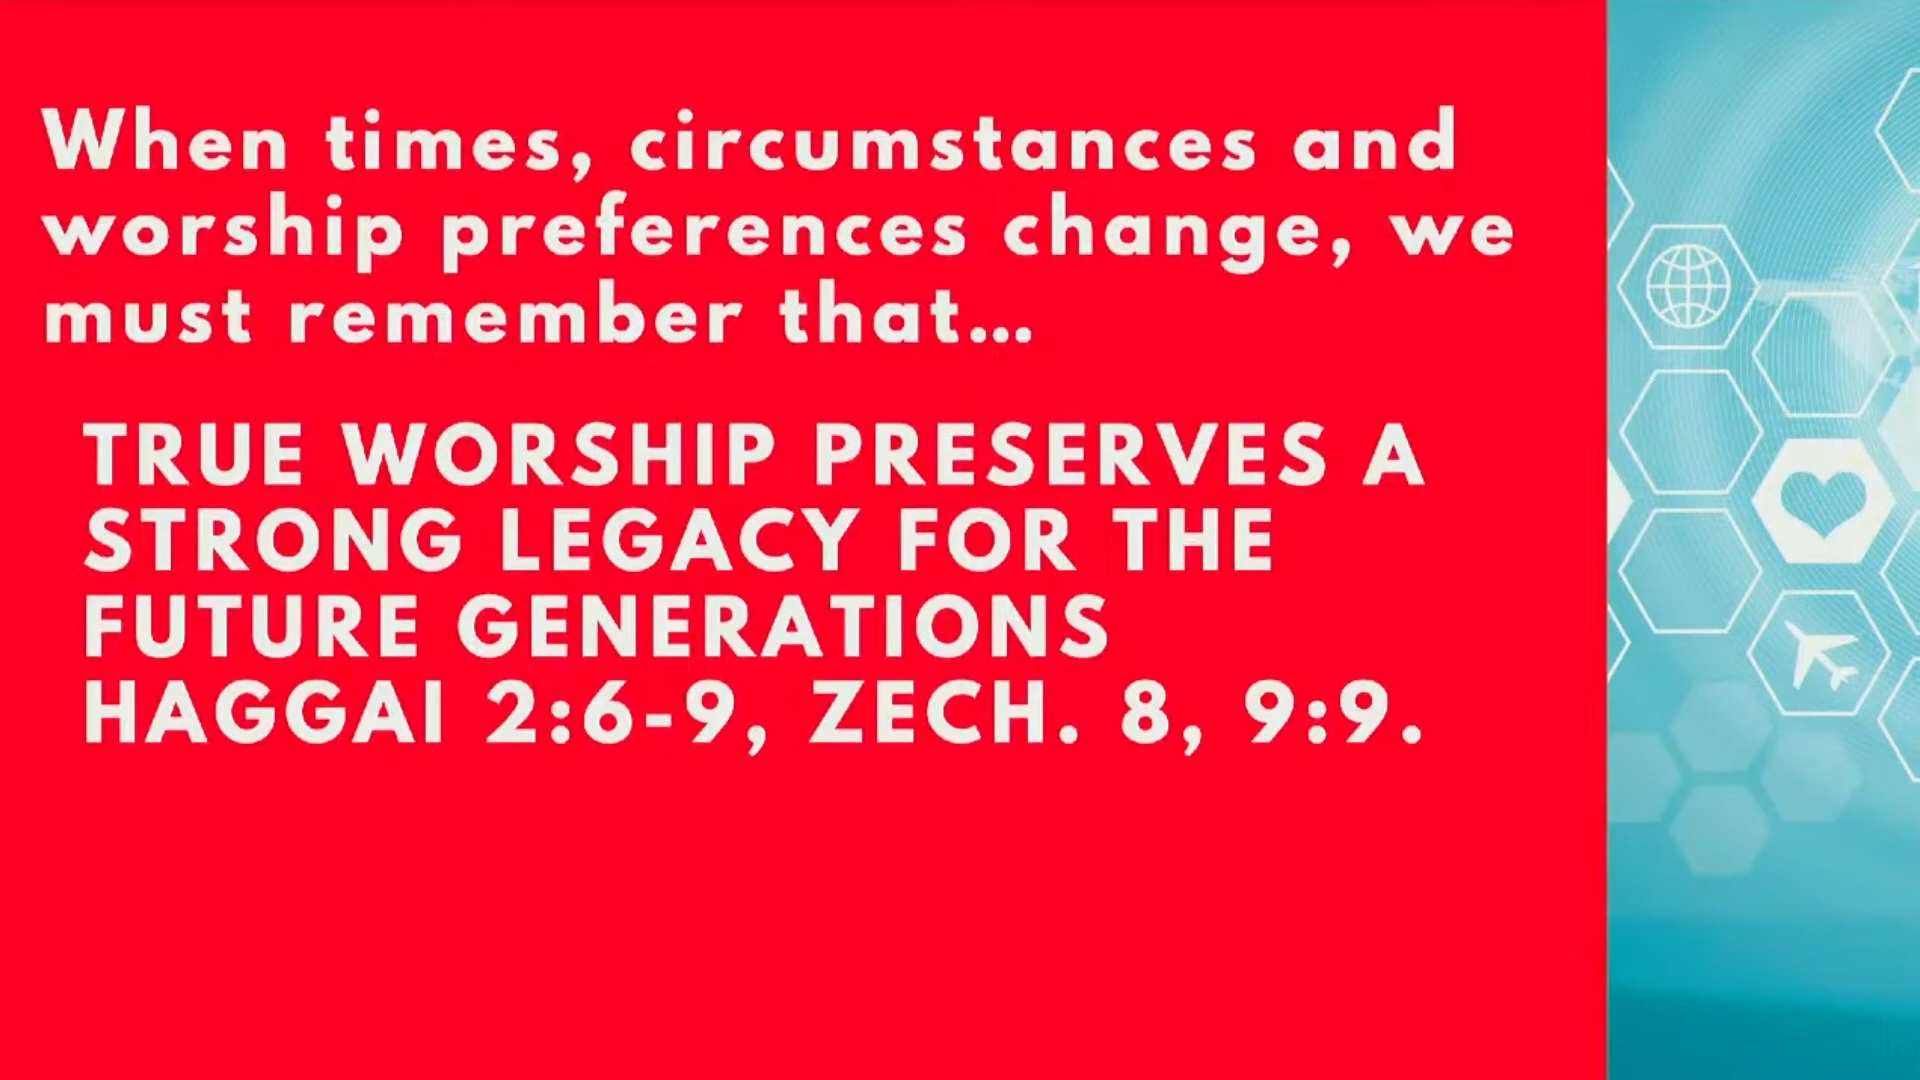 When times, circumstances and
worship preferences change, we
must remember that...
TRUE WORSHIP PRESERVES A
STRONG LEGACY FOR THE
FUTURE GENERATIONS
HAGGAI 2:6-9, ZECH. 8, 9:9.